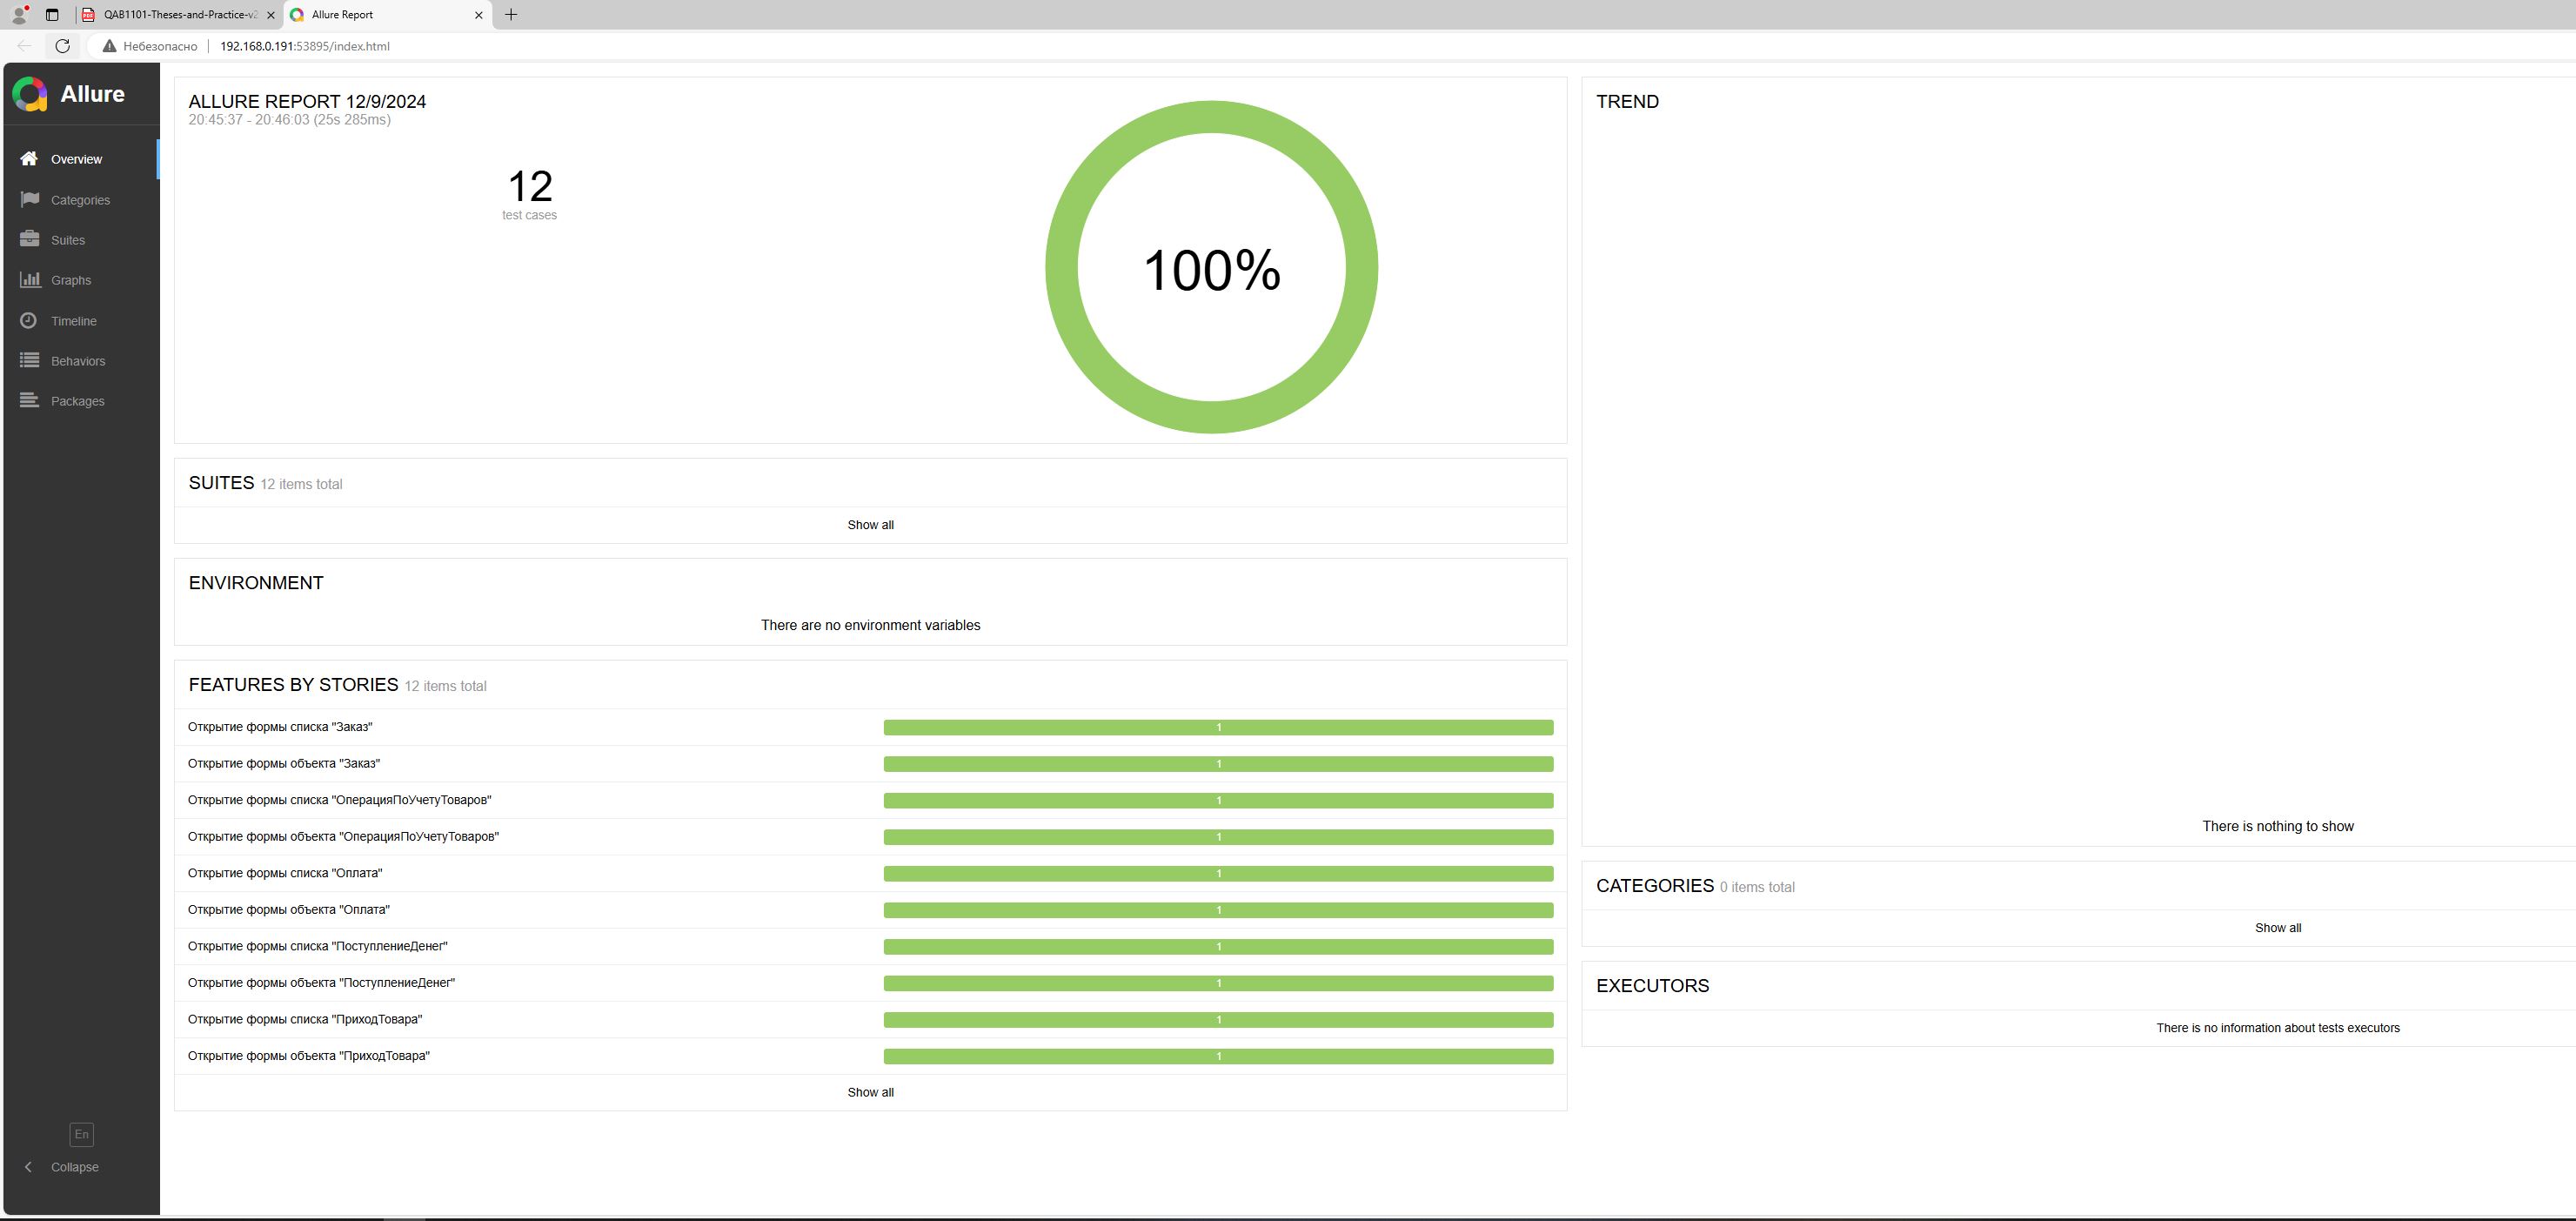 QAB1101-Theses-and-Practice-v2
Allure Report
Небезопасно
192.168.0.191:53895/index.html
Allure
Overview
Categories
Suites
Graphs
Timeline
Behaviors
Packages
En
Collapse
ALLURE REPORT 12/9/2024
20:45:37 - 20:46:03 (25s 285ms)
12
test cases
100%
SUITES 12 items total
Show all
ENVIRONMENT
There are no environment variables
FEATURES BY STORIES 12 items total
Открытие формы списка "Заказ" 1
Открытие формы объекта "Заказ" 1
Открытие формы списка "ОперацияПоУчетуТоваров" 1
Открытие формы объекта "ОперацияПоУчетуТоваров" 1
Открытие формы списка "Оплата" 1
Открытие формы объекта "Оплата" 1
Открытие формы списка "ПоступлениеДенег" 1
Открытие формы объекта "ПоступлениеДенег" 1
Открытие формы списка "ПриходТовара" 1
Открытие формы объекта "ПриходТовара" 1
Show all
TREND
There is nothing to show
CATEGORIES 0 items total
Show all
EXECUTORS
There is no information about tests executors